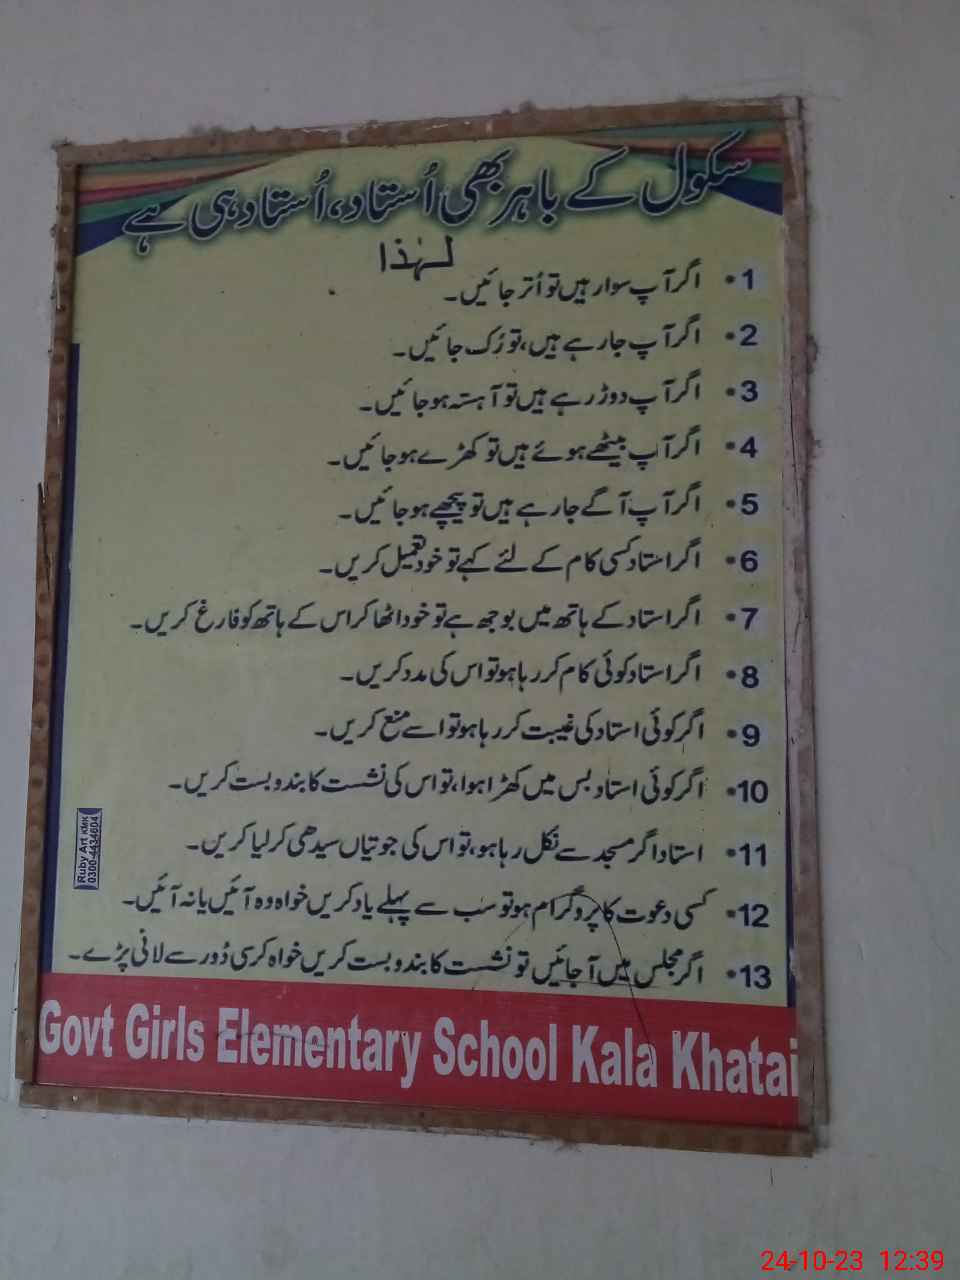 سکول کے باہر بھی اُستاد، اُستاد ہی ہے
لہٰذا
1• اگر آپ سوار ہیں تو اُتر جائیں۔
2• اگر آپ جا رہے ہیں، تو رُک جائیں۔
3• اگر آپ دوڑ رہے ہیں تو آہستہ ہو جائیں۔
4• اگر آپ بیٹھے ہوئے ہیں تو کھڑے ہو جائیں۔
5• اگر آپ آگے جا رہے ہیں تو پیچھے ہو جائیں۔
6• اگر استاد کسی کام کے لئے کہے تو خود تعمیل کریں۔
7• اگر استاد کے ہاتھ میں بوجھ ہے تو خود اٹھا کر اس کے ہاتھ کو فارغ کریں۔
8• اگر استاد کوئی کام کر رہا ہو تو اس کی مدد کریں۔
9• اگر کوئی استاد کی غیبت کر رہا ہو تو اسے منع کریں۔
10• اگر کوئی استاد بس میں کھڑا ہوا، تو اس کی نشست کا بندوبست کریں۔
11• استاد اگر مسجد سے نکل رہا ہو، تو اس کی جوتیاں سیدھی کر لیا کریں۔
12• کسی دعوت کا پروگرام ہو تو سب سے پہلے یاد کریں خواہ وہ آئیں یا نہ آئیں۔
13• اگر مجلس میں آ جائیں تو نشست کا بندوبست کریں خواہ کرسی دُور سے لانی پڑے۔
Ruby Art KMK
0300-4434604
Govt Girls Elementary School Kala Khatai
24-10-23 12:39